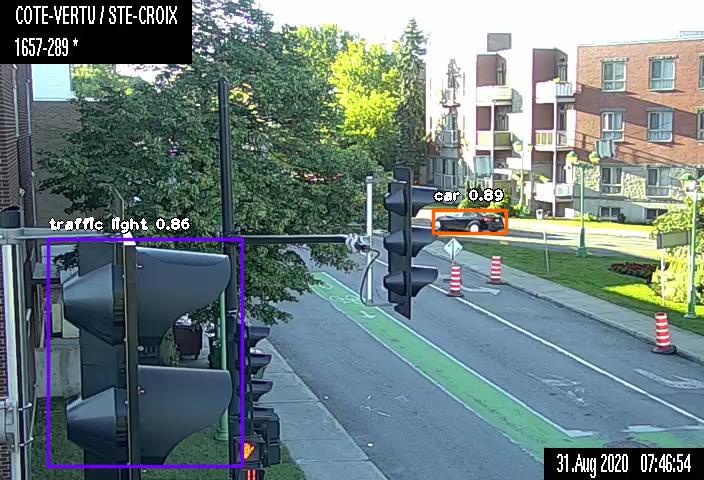 COTE-VERTU / STE-CROIX
1657-289 *
car 0.89
traffic light 0.86
31.Aug 2020 07:46:54